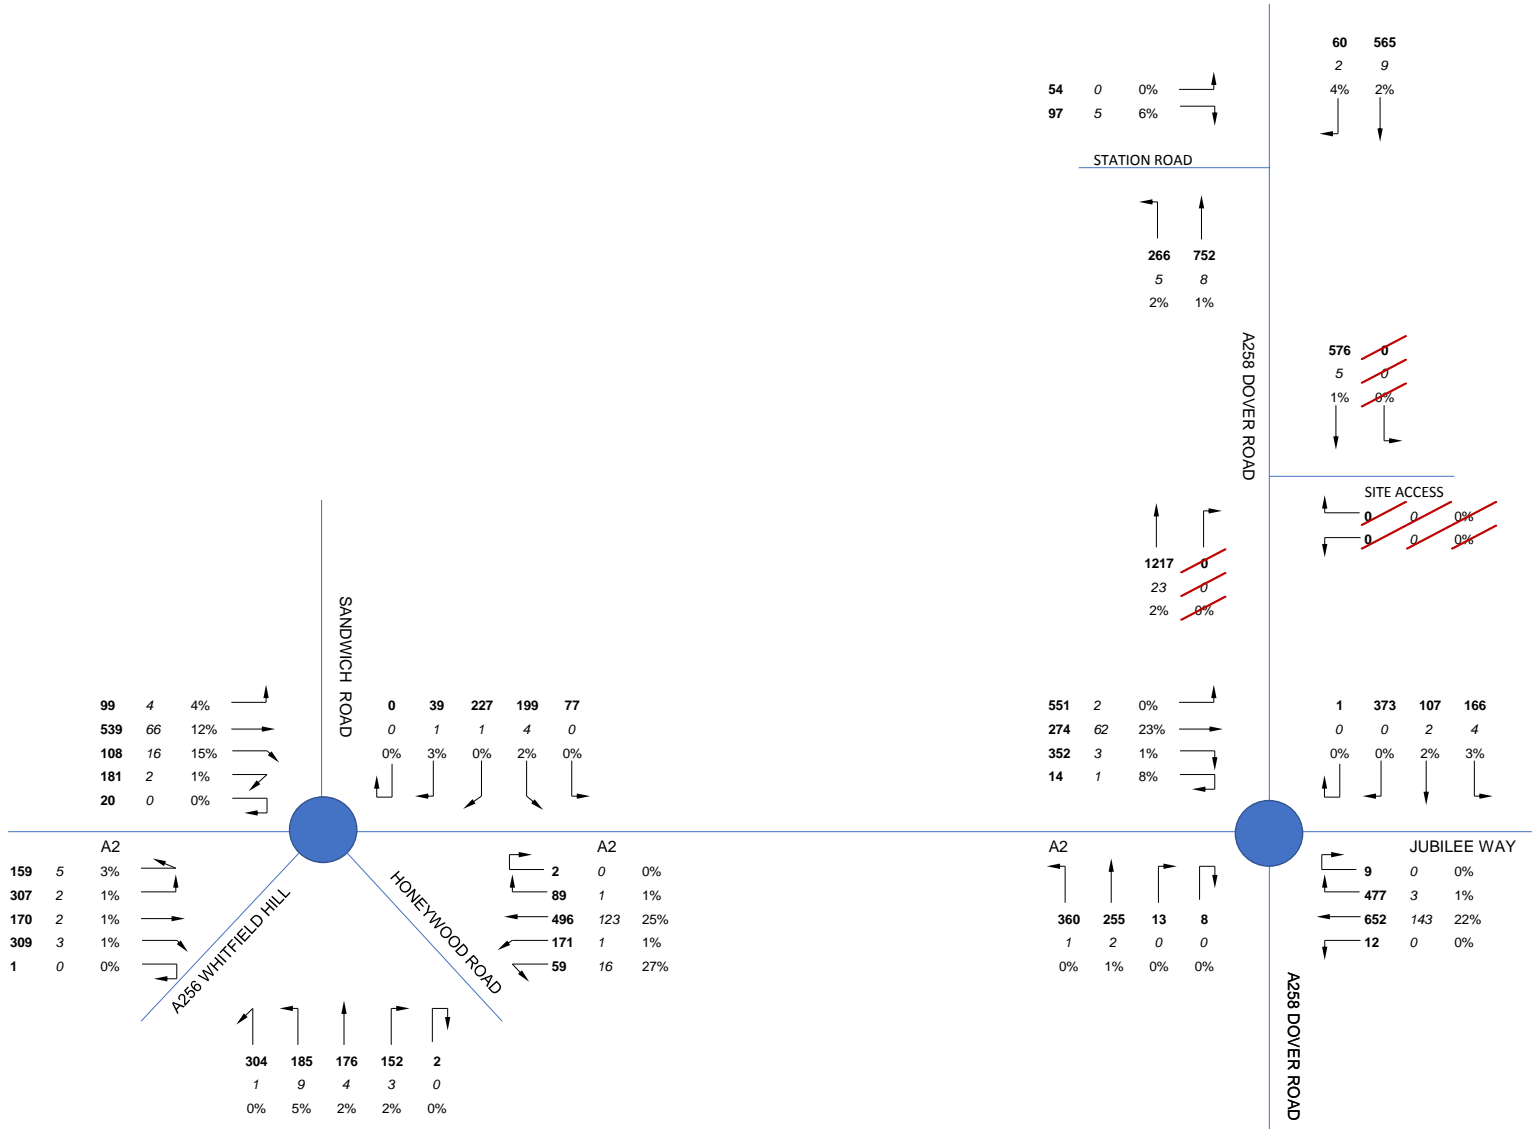 60 565
2 9
4% 2%
54 0 0%
97 5 6%
STATION ROAD
266 752
5 8
2% 1%
A258 DOVER ROAD
576 0
5 0
1% 0%
SITE ACCESS
0 0 0%
0 0 0%
1217 0
23 0
2% 0%
SANDWICH ROAD
99 4 4%
539 66 12%
108 16 15%
181 2 1%
20 0 0%
0 39 227 199 77
0 1 1 4 0
0% 3% 0% 2% 0%
A2
159 5 3%
307 2 1%
170 2 1%
309 3 1%
1 0 0%
A256 WHITFIELD HILL
HONEYWOOD ROAD
A2
2 0 0%
89 1 1%
496 123 25%
171 1 1%
59 16 27%
304 185 176 152 2
1 9 4 3 0
0% 5% 2% 2% 0%
551 2 0%
274 62 23%
352 3 1%
14 1 8%
1 373 107 166
0 0 2 4
0% 0% 2% 3%
A2
360 255 13 8
1 2 0 0
0% 1% 0% 0%
JUBILEE WAY
9 0 0%
477 3 1%
652 143 22%
12 0 0%
A258 DOVER ROAD